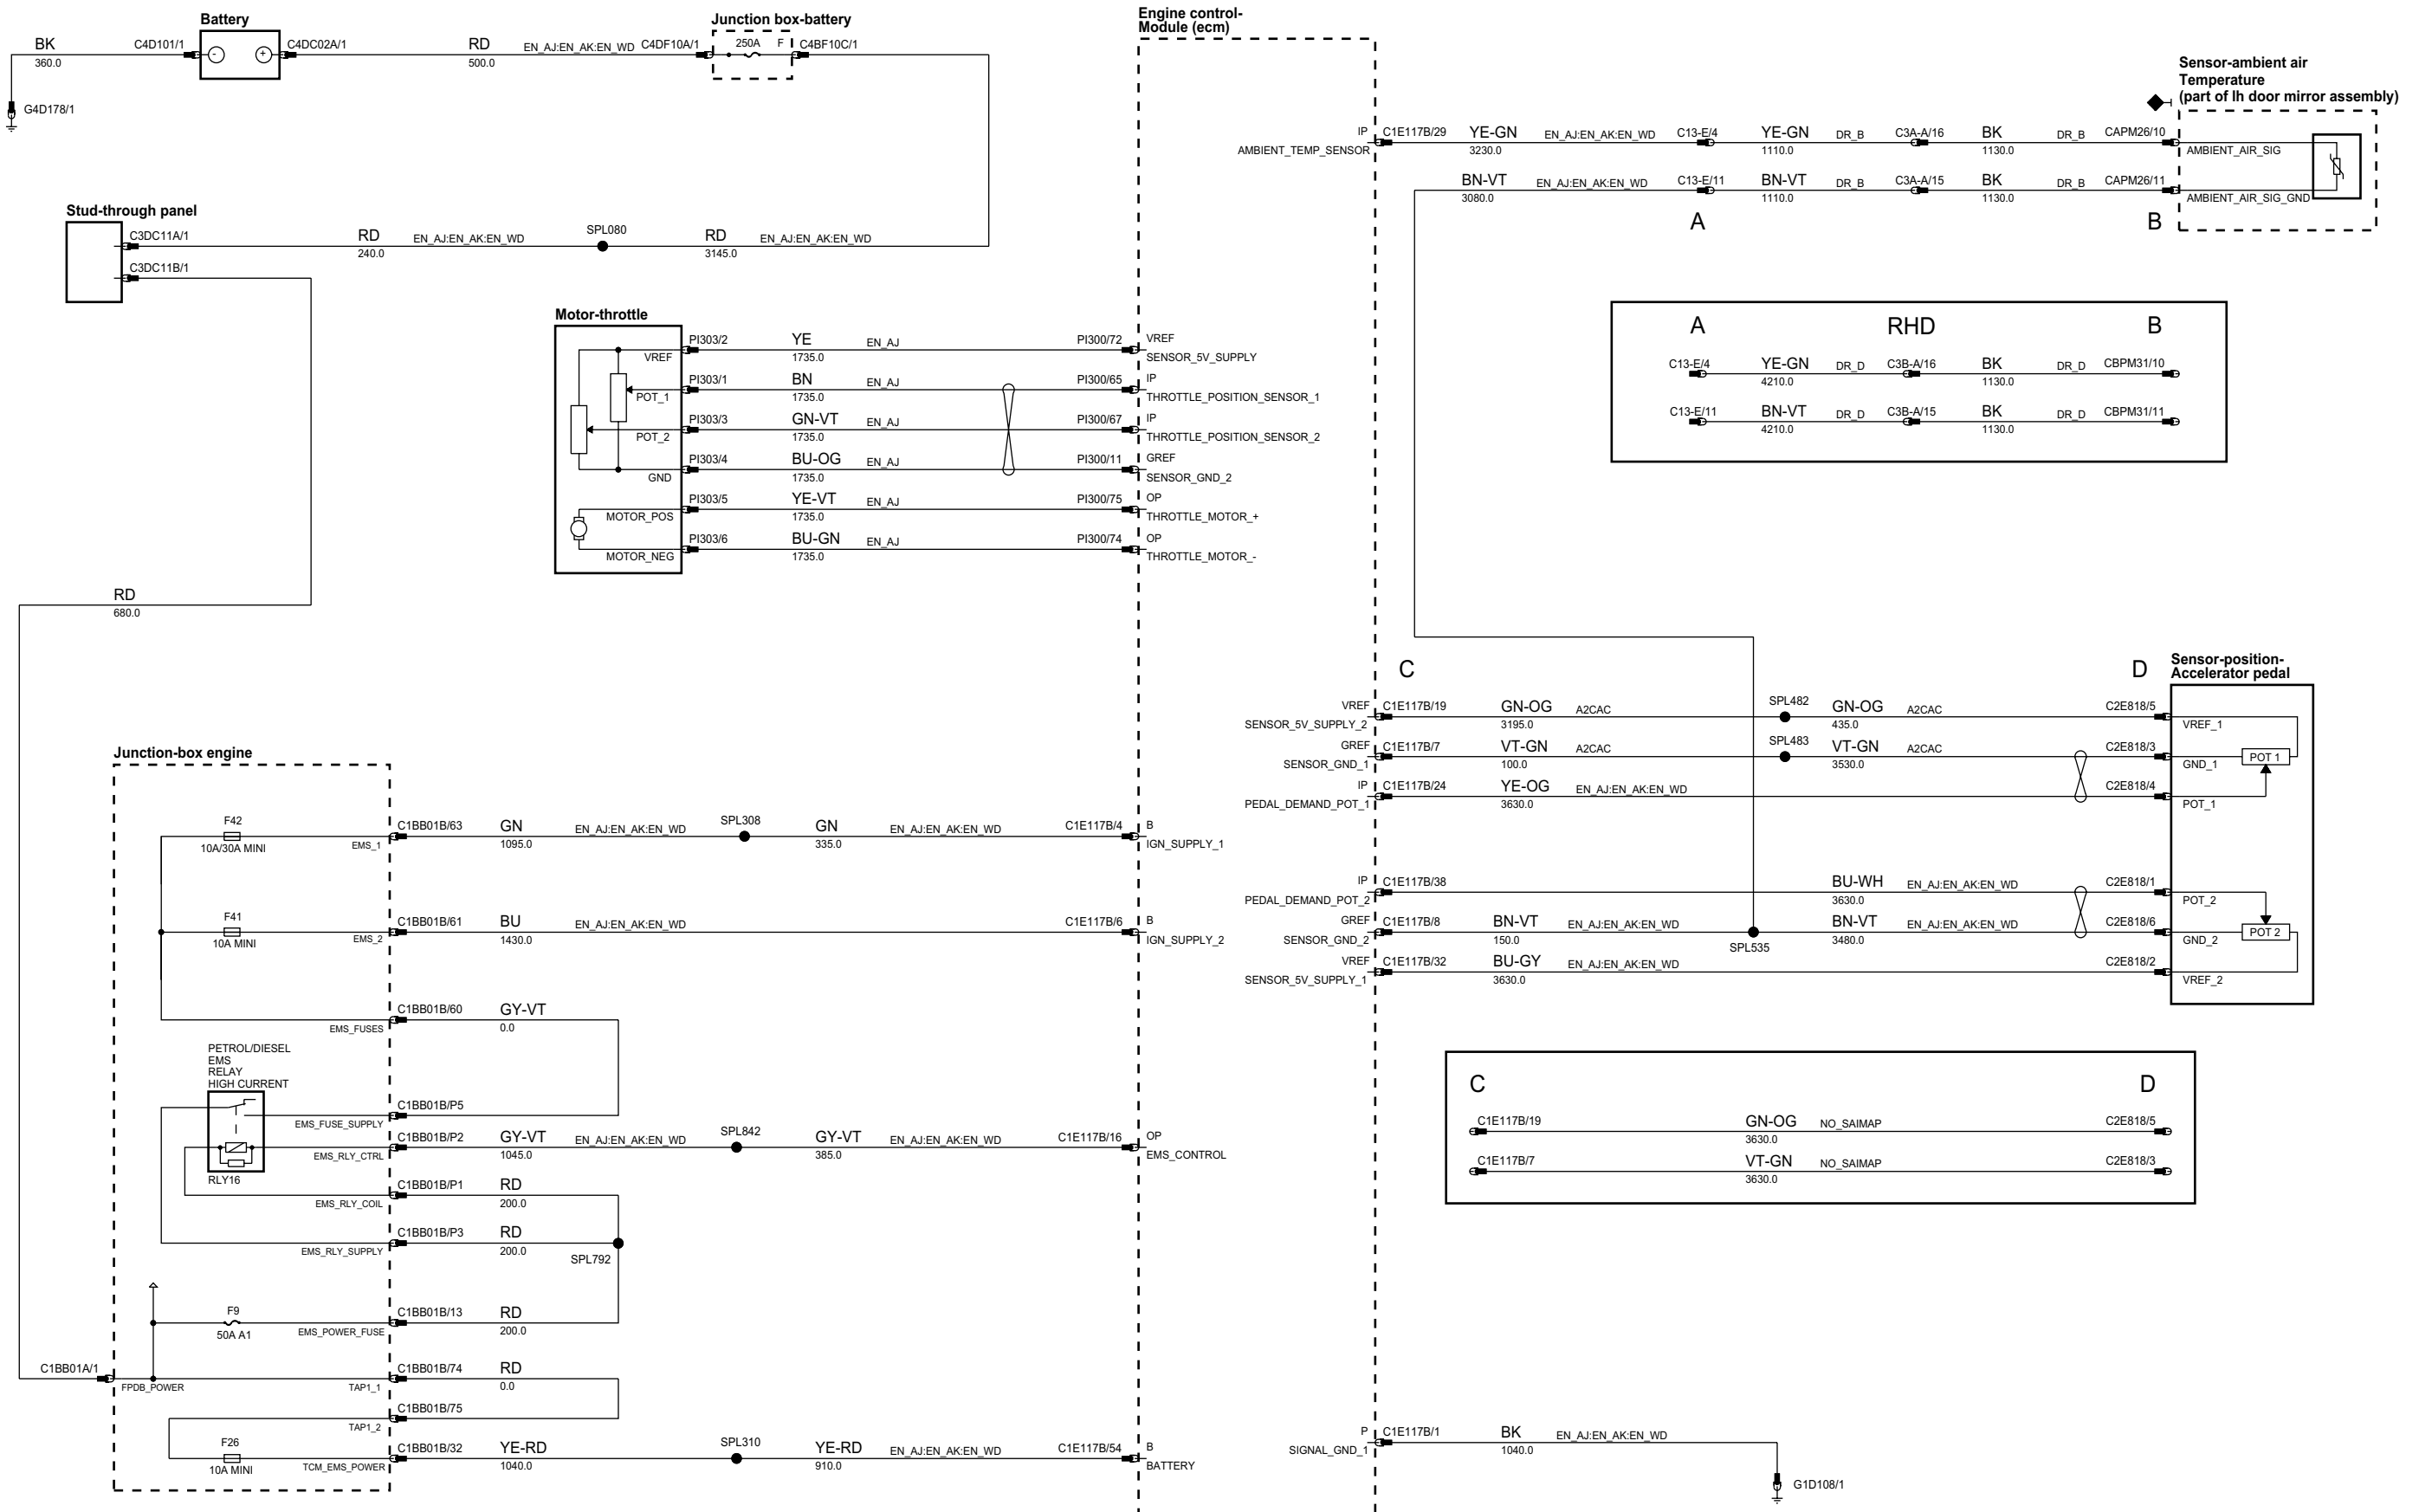 Battery
BK
360.0
C4D101/1
-
+
C4DC02A/1
RD
500.0
EN_AJ:EN_AK:EN_WD
C4DF10A/1
Junction box-battery
250A
F
C4BF10C/1
G4D178/1
Stud-through panel
C3DC11A/1
RD
240.0
EN_AJ:EN_AK:EN_WD
SPL080
RD
3145.0
EN_AJ:EN_AK:EN_WD
C3DC11B/1
RD
680.0
Motor-throttle
VREF
PI303/2
YE
1735.0
EN_AJ
PI300/72
VREF
SENSOR_5V_SUPPLY
POT_1
PI303/1
BN
1735.0
EN_AJ
PI300/65
IP
THROTTLE_POSITION_SENSOR_1
POT_2
PI303/3
GN-VT
1735.0
EN_AJ
PI300/67
IP
THROTTLE_POSITION_SENSOR_2
GND
PI303/4
BU-OG
1735.0
EN_AJ
PI300/11
GREF
SENSOR_GND_2
MOTOR_POS
PI303/5
YE-VT
1735.0
EN_AJ
PI300/75
OP
THROTTLE_MOTOR_+
MOTOR_NEG
PI303/6
BU-GN
1735.0
EN_AJ
PI300/74
OP
THROTTLE_MOTOR_-
Engine control-
Module (ecm)
IP
AMBIENT_TEMP_SENSOR
C1E117B/29
YE-GN
3230.0
EN_AJ:EN_AK:EN_WD
C13-E/4
YE-GN
1110.0
DR_B
C3A-A/16
BK
1130.0
DR_B
CAPM26/10
AMBIENT_AIR_SIG
BN-VT
3080.0
EN_AJ:EN_AK:EN_WD
C13-E/11
BN-VT
1110.0
DR_B
C3A-A/15
BK
1130.0
DR_B
CAPM26/11
AMBIENT_AIR_SIG_GND
A
B
Sensor-ambient air
Temperature
(part of lh door mirror assembly)
A
RHD
B
C13-E/4
YE-GN
4210.0
DR_D
C3B-A/16
BK
1130.0
DR_D
CBPM31/10
C13-E/11
BN-VT
4210.0
DR_D
C3B-A/15
BK
1130.0
DR_D
CBPM31/11
C
D
Sensor-position-
Accelerator pedal
VREF
SENSOR_5V_SUPPLY_2
C1E117B/19
GN-OG
3195.0
A2CAC
SPL482
GN-OG
435.0
A2CAC
C2E818/5
VREF_1
GREF
SENSOR_GND_1
C1E117B/7
VT-GN
100.0
A2CAC
SPL483
VT-GN
3530.0
A2CAC
C2E818/3
GND_1
POT 1
IP
PEDAL_DEMAND_POT_1
C1E117B/24
YE-OG
3630.0
EN_AJ:EN_AK:EN_WD
C2E818/4
POT_1
IP
PEDAL_DEMAND_POT_2
C1E117B/38
BU-WH
3630.0
EN_AJ:EN_AK:EN_WD
C2E818/1
POT_2
GREF
SENSOR_GND_2
C1E117B/8
BN-VT
150.0
EN_AJ:EN_AK:EN_WD
SPL535
BN-VT
3480.0
EN_AJ:EN_AK:EN_WD
C2E818/6
GND_2
POT 2
VREF
SENSOR_5V_SUPPLY_1
C1E117B/32
BU-GY
3630.0
EN_AJ:EN_AK:EN_WD
C2E818/2
VREF_2
C
D
C1E117B/19
GN-OG
3630.0
NO_SAIMAP
C2E818/5
C1E117B/7
VT-GN
3630.0
NO_SAIMAP
C2E818/3
Junction-box engine
F42
10A/30A MINI
EMS_1
C1BB01B/63
GN
1095.0
EN_AJ:EN_AK:EN_WD
SPL308
GN
335.0
EN_AJ:EN_AK:EN_WD
C1E117B/4
B
IGN_SUPPLY_1
F41
10A MINI
EMS_2
C1BB01B/61
BU
1430.0
EN_AJ:EN_AK:EN_WD
C1E117B/6
B
IGN_SUPPLY_2
EMS_FUSES
C1BB01B/60
GY-VT
0.0
PETROL/DIESEL
EMS
RELAY
HIGH CURRENT
RLY16
EMS_FUSE_SUPPLY
C1BB01B/P5
EMS_RLY_CTRL
C1BB01B/P2
GY-VT
1045.0
EN_AJ:EN_AK:EN_WD
SPL842
GY-VT
385.0
EN_AJ:EN_AK:EN_WD
C1E117B/16
OP
EMS_CONTROL
EMS_RLY_COIL
C1BB01B/P1
RD
200.0
EMS_RLY_SUPPLY
C1BB01B/P3
RD
200.0
SPL792
F9
50A A1
EMS_POWER_FUSE
C1BB01B/13
RD
200.0
C1BB01A/1
FPDB_POWER
TAP1_1
C1BB01B/74
RD
0.0
TAP1_2
C1BB01B/75
F26
10A MINI
TCM_EMS_POWER
C1BB01B/32
YE-RD
1040.0
SPL310
YE-RD
910.0
EN_AJ:EN_AK:EN_WD
C1E117B/54
B
BATTERY
P
SIGNAL_GND_1
C1E117B/1
BK
1040.0
EN_AJ:EN_AK:EN_WD
G1D108/1